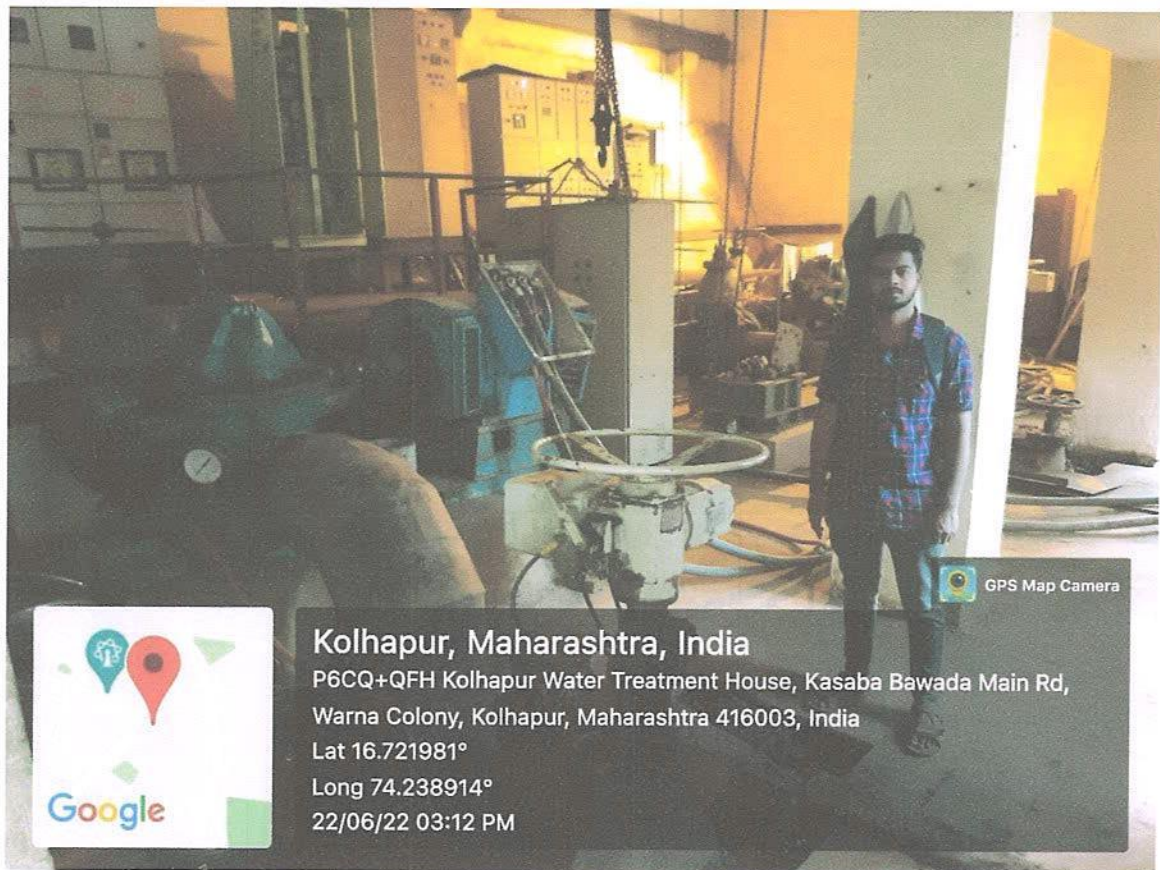 GPS Map Camera
Kolhapur, Maharashtra, India
P6CQ+QFH Kolhapur Water Treatment House, Kasaba Bawada Main Rd,
Warna Colony, Kolhapur, Maharashtra 416003, India
Lat 16.721981°
Long 74.238914°
22/06/22 03:12 PM
Google